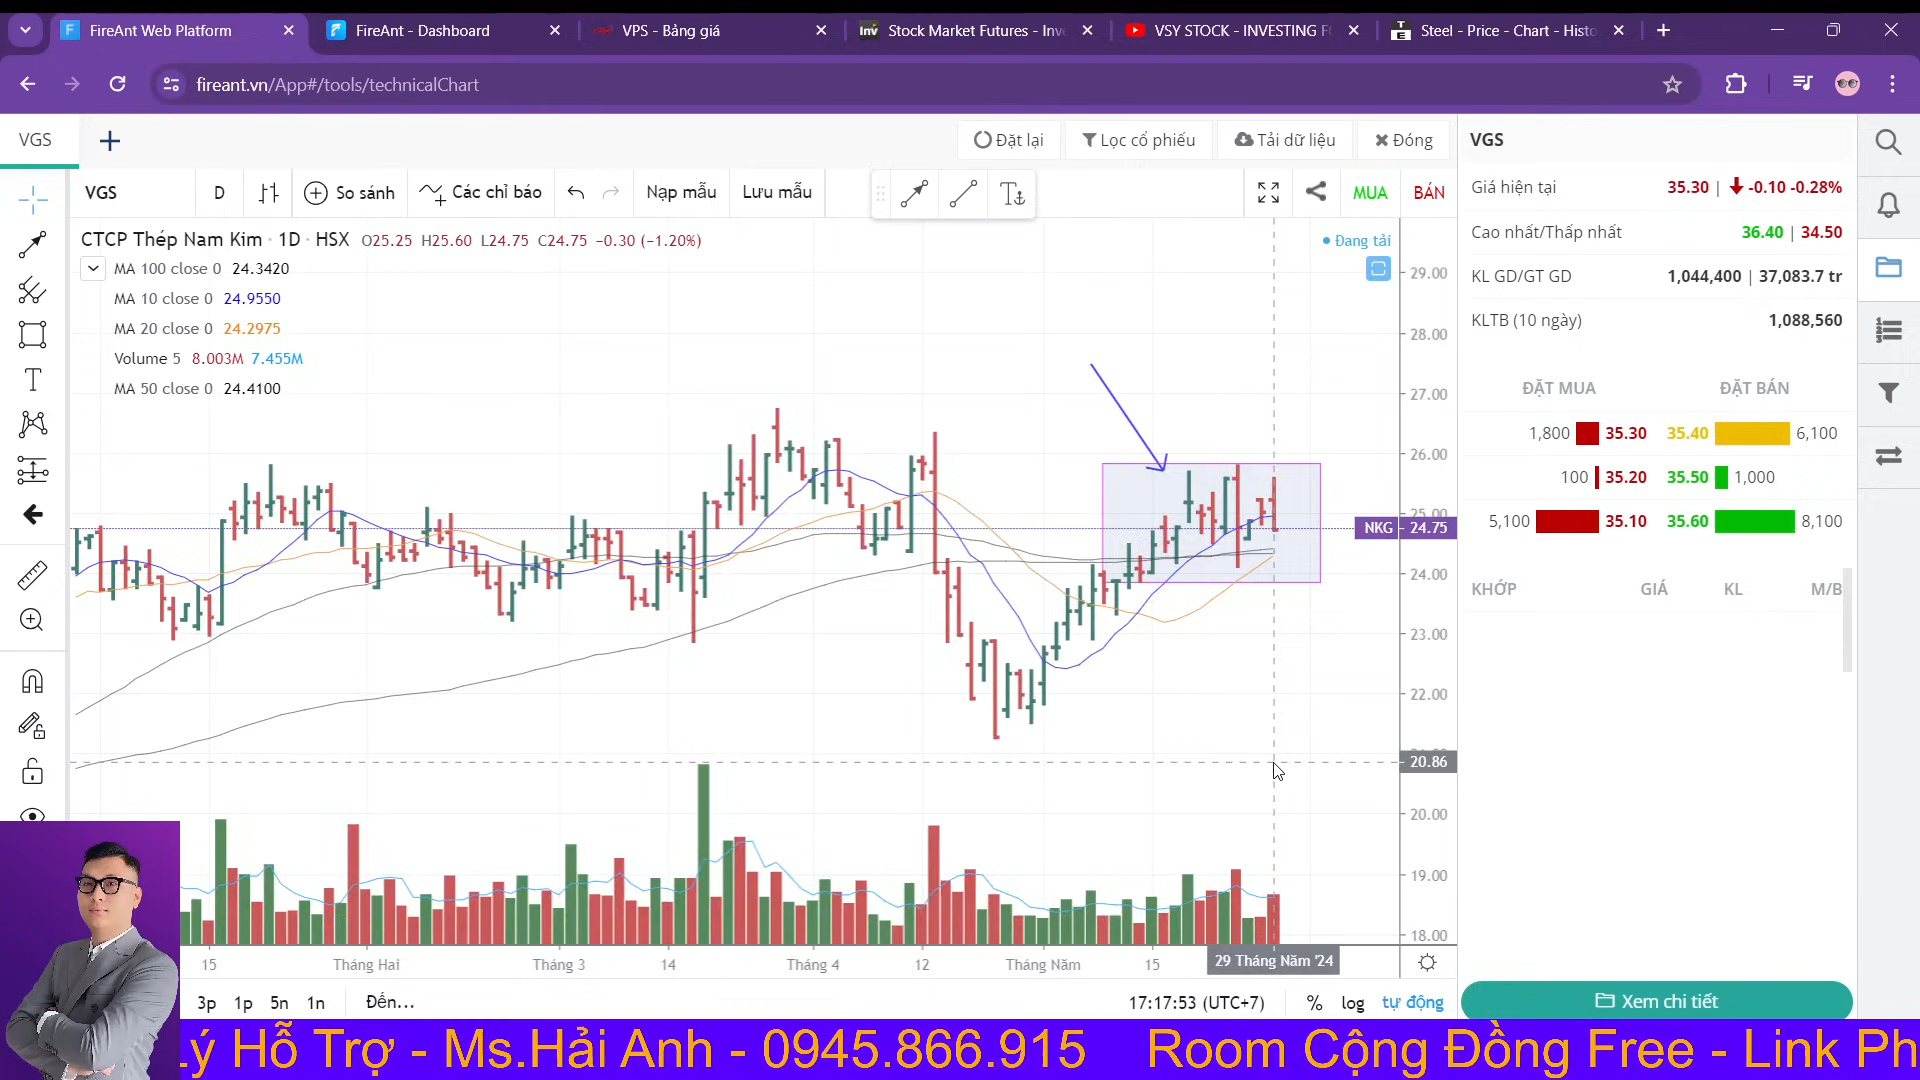 FireAnt Web Platform
FireAnt - Dashboard
VPS - Bảng giá
Stock Market Futures - Inve
VSY STOCK - INVESTING F
Steel - Price - Chart - Histo
fireant.vn/App#/tools/technicalChart
VGS
Đặt lại
Lọc cổ phiếu
Tải dữ liệu
Đóng
VGS
VGS
D
So sánh
Các chỉ báo
Nạp mẫu
Lưu mẫu
MUA
BÁN
CTCP Thép Nam Kim · 1D · HSX O25.25 H25.60 L24.75 C24.75 −0.30 (−1.20%)
Đang tải
MA 100 close 0 24.3420
MA 10 close 0 24.9550
MA 20 close 0 24.2975
Volume 5 8.003M 7.455M
MA 50 close 0 24.4100
29.00
28.00
27.00
26.00
25.00
NKG 24.75
24.00
23.00
22.00
20.86
20.00
19.00
18.00
15
Tháng Hai
Tháng 3
14
Tháng 4
12
Tháng Năm
15
29 Tháng Năm '24
3p 1p 5n 1n Đến...
17:17:53 (UTC+7) % log tự động
Giá hiện tại 35.30 | -0.10 -0.28%
Cao nhất/Thấp nhất 36.40 | 34.50
KL GD/GT GD 1,044,400 | 37,083.7 tr
KLTB (10 ngày) 1,088,560
ĐẶT MUA ĐẶT BÁN
1,800 35.30 35.40 6,100
100 35.20 35.50 1,000
5,100 35.10 35.60 8,100
KHỚP GIÁ KL M/B
Xem chi tiết
Lý Hỗ Trợ - Ms.Hải Anh - 0945.866.915 Room Cộng Đồng Free - Link Ph